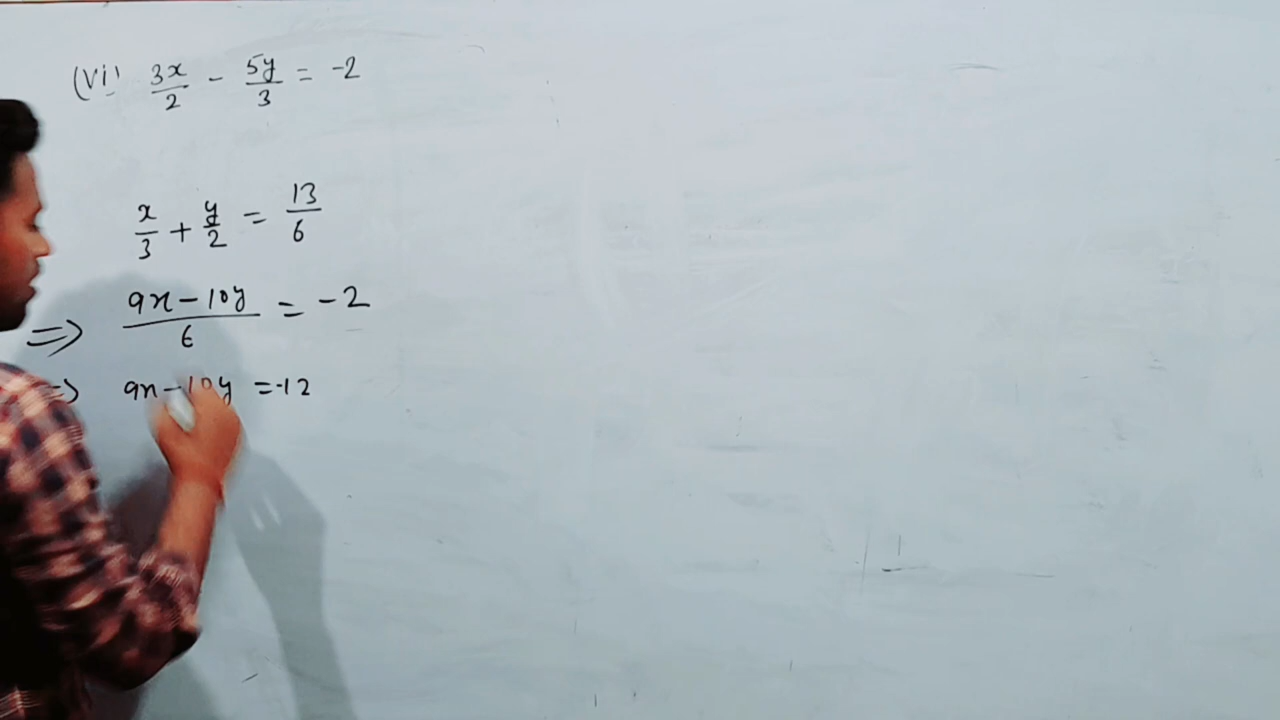 (vi) 3x/2 - 5y/3 = -2
x/3 + y/2 = 13/6
⇒ 9x - 10y/6 = -2
⇒ 9x - 10y = -12